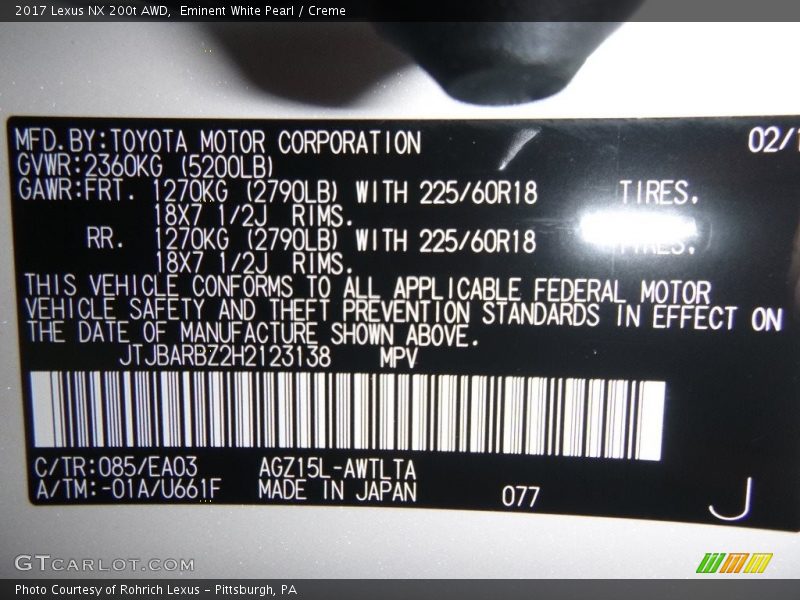 2017 Lexus NX 200t AWD, Eminent White Pearl / Creme
MFD.BY:TOYOTA MOTOR CORPORATION 02/1
GVWR:2360KG (5200LB)
GAWR:FRT. 1270KG (2790LB) WITH 225/60R18 TIRES.
18X7 1/2J RIMS.
RR. 1270KG (2790LB) WITH 225/60R18 TIRES.
18X7 1/2J RIMS.
THIS VEHICLE CONFORMS TO ALL APPLICABLE FEDERAL MOTOR
VEHICLE SAFETY AND THEFT PREVENTION STANDARDS IN EFFECT ON
THE DATE OF MANUFACTURE SHOWN ABOVE.
JTJBARBZ2H2123138 MPV
C/TR:085/EA03 AGZ15L-AWTLTA
A/TM:-01A/U661F MADE IN JAPAN 077 J
GTCarLot.com
Photo Courtesy of Rohrich Lexus - Pittsburgh, PA